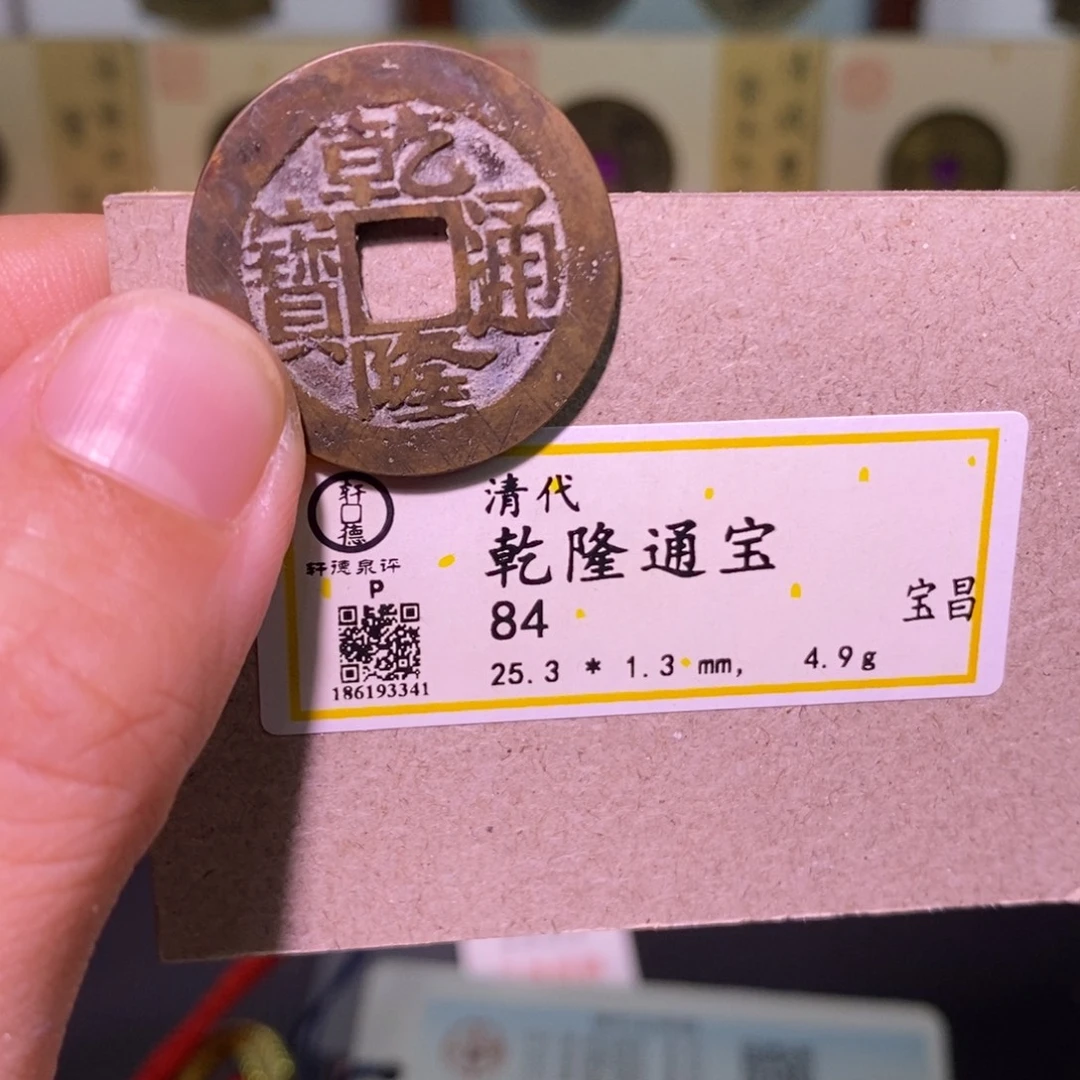 乾隆通寶
清代
乾隆通宝
84
25.3 * 1.3 mm, 4.9g
宝昌
轩德
轩德泉评
P
186193341